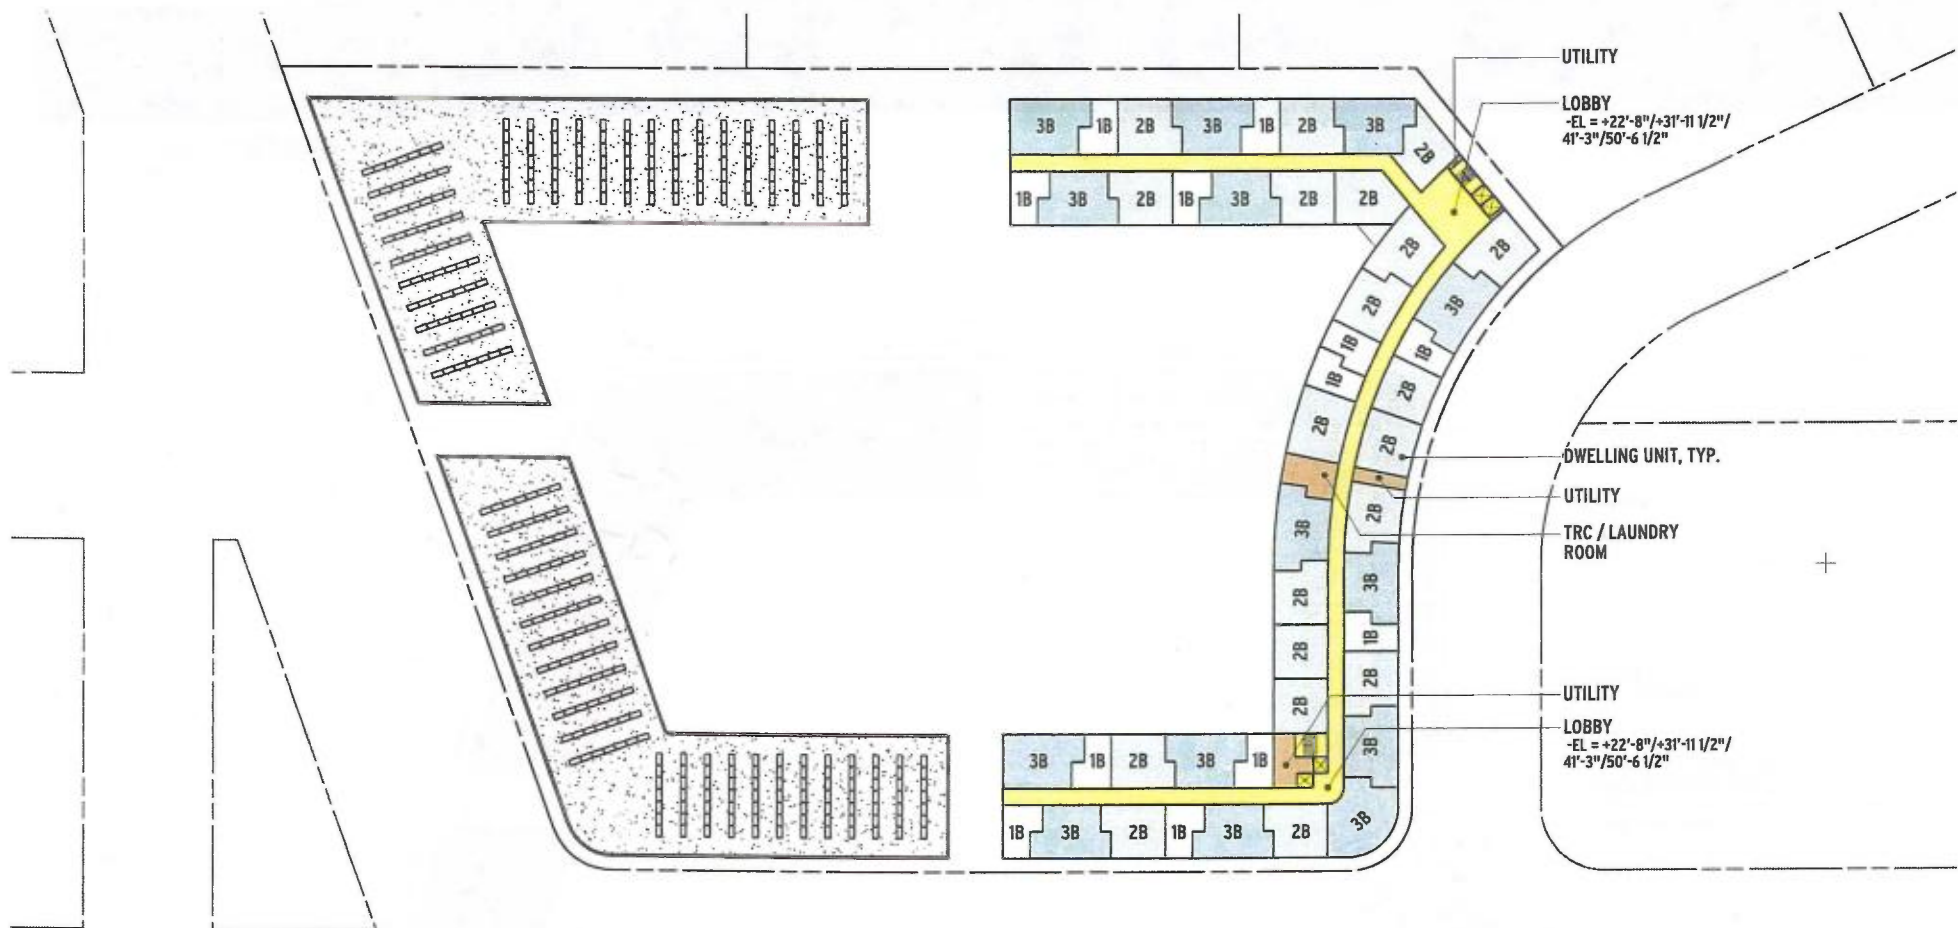 UTILITY
LOBBY
-EL = +22'-8"/+31'-11 1/2"/
41'-3"/50'-6 1/2"
3B 1B 2B 3B 1B 2B 3B
2B
1B 3B 2B 1B 3B 2B 2B
2B 2B
2B 3B
1B 1B
1B 2B
2B 2B
DWELLING UNIT, TYP.
UTILITY
3B 2B
TRC / LAUNDRY
ROOM
2B 3B
2B 1B
2B 2B
UTILITY
LOBBY
-EL = +22'-8"/+31'-11 1/2"/
41'-3"/50'-6 1/2"
3B 1B 2B 3B 1B 3B
1B 3B 2B 1B 3B 2B 3B